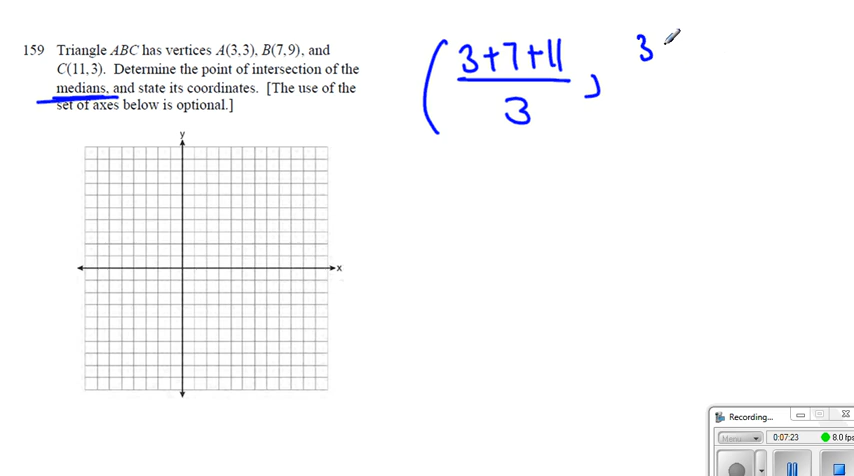 159 Triangle ABC has vertices A(3,3), B(7,9), and
C(11,3). Determine the point of intersection of the
medians, and state its coordinates. [The use of the
set of axes below is optional.]
( 3+7+11 , 3
3
y
x
Recording...
Menu
0:07:23
8.0 fps